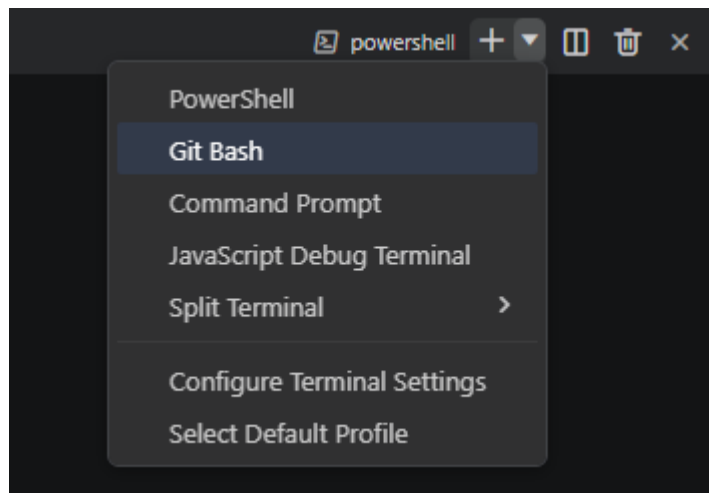 powershell
PowerShell
Git Bash
Command Prompt
JavaScript Debug Terminal
Split Terminal
Configure Terminal Settings
Select Default Profile